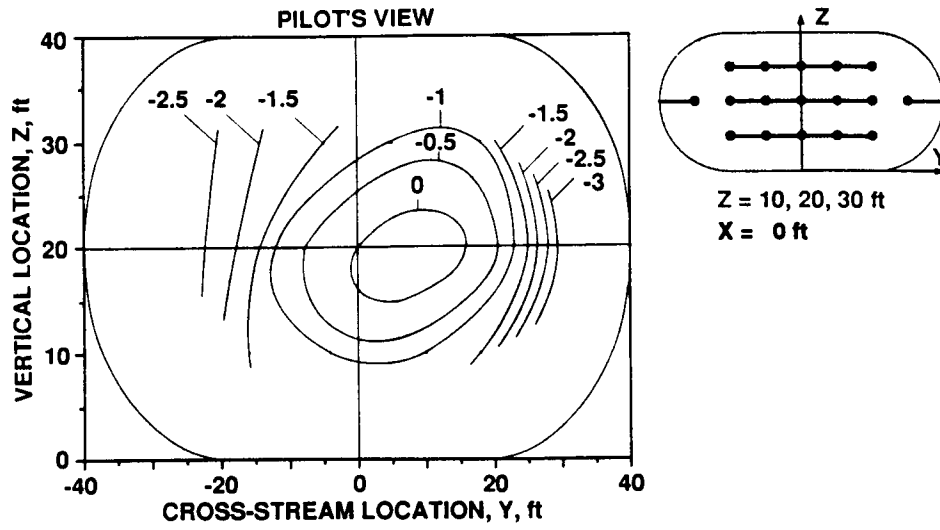 PILOT'S VIEW
40
30
20
10
0
VERTICAL LOCATION, Z, ft
-2.5
-2
-1.5
-1
-0.5
0
-1.5
-2
-2.5
-3
-40
-20
0
20
40
CROSS-STREAM LOCATION, Y, ft
Z
Y
Z = 10, 20, 30 ft
X = 0 ft